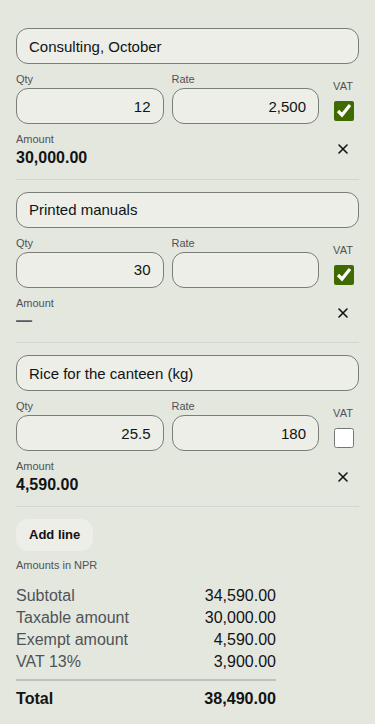 Consulting, October
Qty Rate VAT
12 2,500
Amount
30,000.00
Printed manuals
Qty Rate VAT
30
Amount
—
Rice for the canteen (kg)
Qty Rate VAT
25.5 180
Amount
4,590.00
Add line
Amounts in NPR
Subtotal 34,590.00
Taxable amount 30,000.00
Exempt amount 4,590.00
VAT 13% 3,900.00
Total 38,490.00